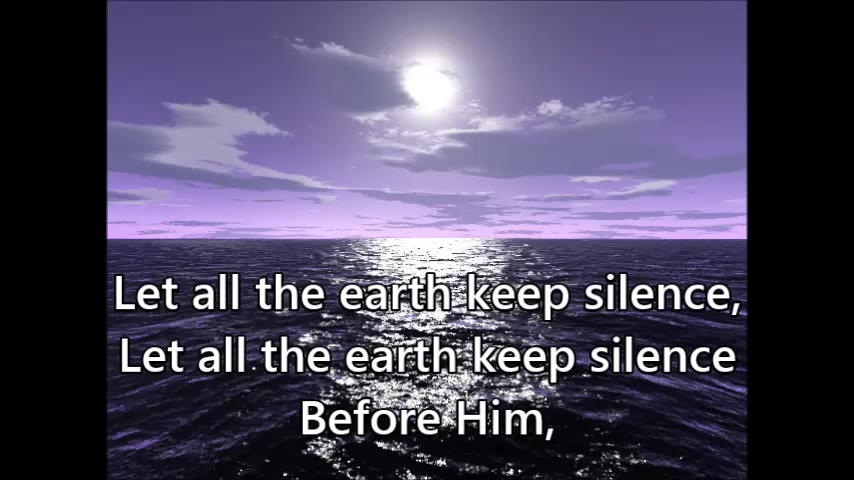 Let all the earth keep silence,
Let all the earth keep silence
Before Him,